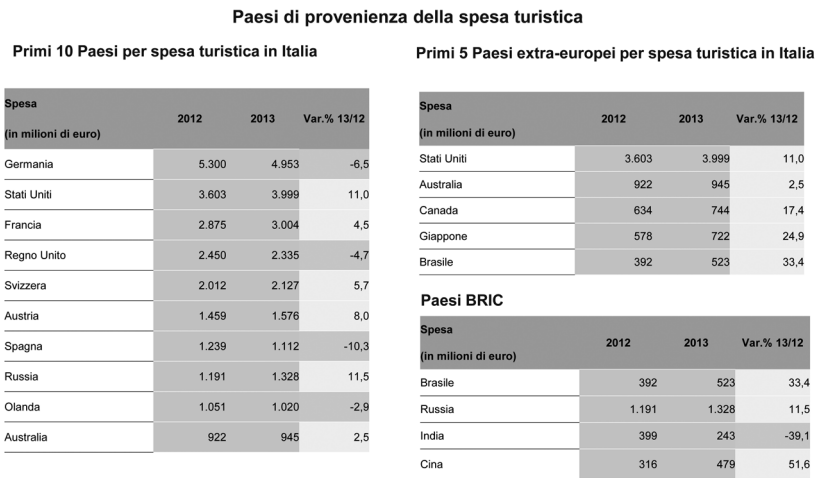 Paesi di provenienza della spesa turistica
Primi 10 Paesi per spesa turistica in Italia
Spesa
(in milioni di euro) 2012 2013 Var.% 13/12
Germania 5.300 4.953 -6,5
Stati Uniti 3.603 3.999 11,0
Francia 2.875 3.004 4,5
Regno Unito 2.450 2.335 -4,7
Svizzera 2.012 2.127 5,7
Austria 1.459 1.576 8,0
Spagna 1.239 1.112 -10,3
Russia 1.191 1.328 11,5
Olanda 1.051 1.020 -2,9
Australia 922 945 2,5
Primi 5 Paesi extra-europei per spesa turistica in Italia
Spesa
(in milioni di euro) 2012 2013 Var.% 13/12
Stati Uniti 3.603 3.999 11,0
Australia 922 945 2,5
Canada 634 744 17,4
Giappone 578 722 24,9
Brasile 392 523 33,4
Paesi BRIC
Spesa
(in milioni di euro) 2012 2013 Var.% 13/12
Brasile 392 523 33,4
Russia 1.191 1.328 11,5
India 399 243 -39,1
Cina 316 479 51,6